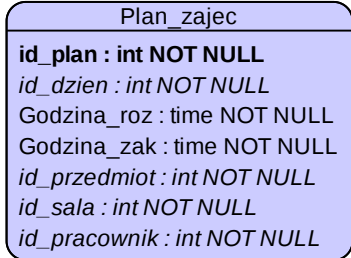 Plan_zajec
id_plan : int NOT NULL
id_dzien : int NOT NULL
Godzina_roz : time NOT NULL
Godzina_zak : time NOT NULL
id_przedmiot : int NOT NULL
id_sala : int NOT NULL
id_pracownik : int NOT NULL